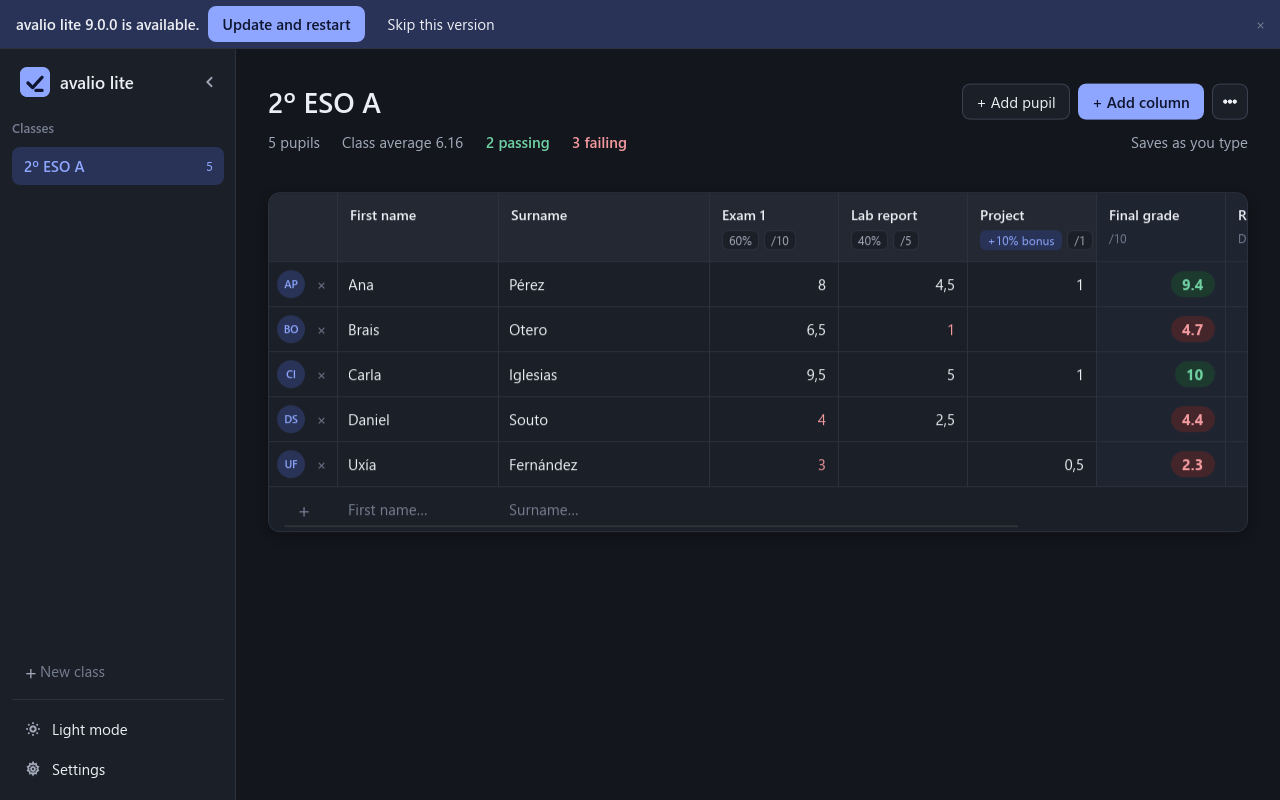 avalio lite 9.0.0 is available. Update and restart Skip this version ×
avalio lite
Classes
2º ESO A 5
+ New class
Light mode
Settings
2º ESO A
+ Add pupil + Add column •••
5 pupils Class average 6.16 2 passing 3 failing Saves as you type
First name Surname Exam 1 Lab report Project Final grade R
60% /10 40% /5 +10% bonus /1 /10 D
AP × Ana Pérez 8 4,5 1 9.4
BO × Brais Otero 6,5 1 4.7
CI × Carla Iglesias 9,5 5 1 10
DS × Daniel Souto 4 2,5 4.4
UF × Uxía Fernández 3 0,5 2.3
+ First name... Surname...